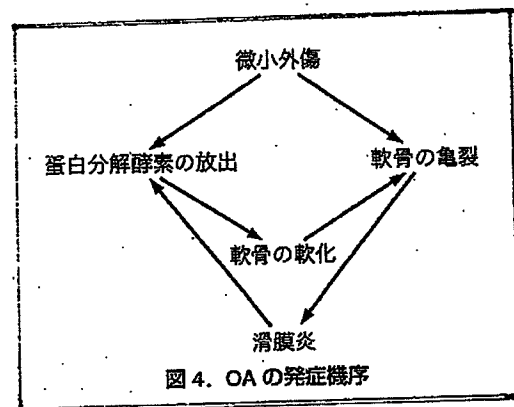 微小外傷
蛋白分解酵素の放出
軟骨の亀裂
軟骨の軟化
滑膜炎
図4. OAの発症機序